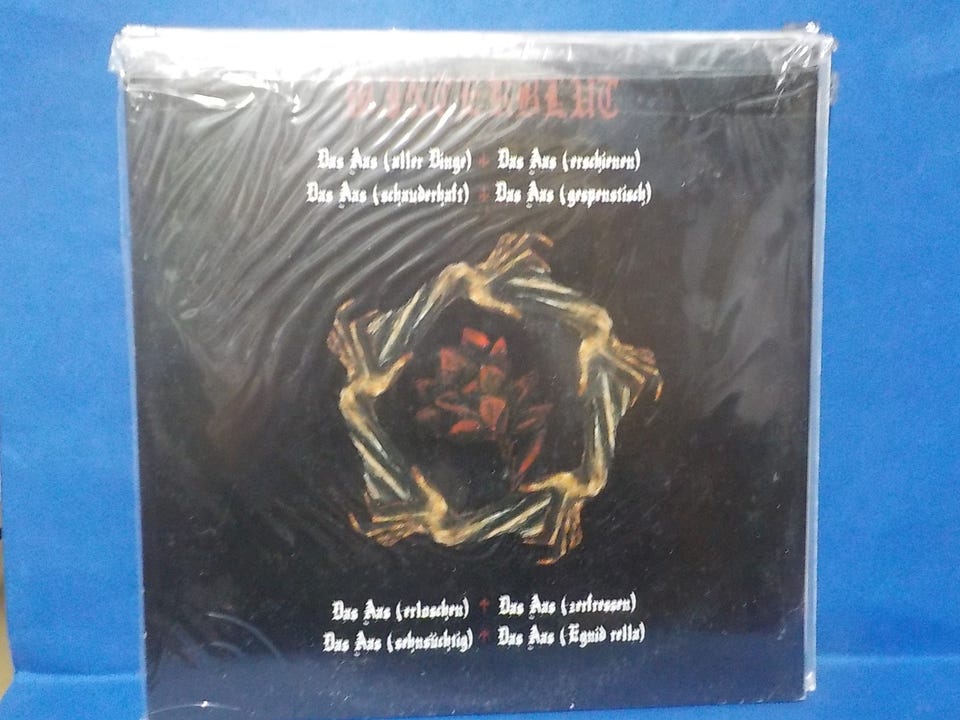 WINTERBLUT
Das Aas (aller Dinge) + Das Aas (erschienen)
Das Aas (schauderhaft) + Das Aas (gespenstisch)
Das Aas (erloschen) + Das Aas (zerfressen)
Das Aas (sehnsüchtig) + Das Aas (Egnid rella)